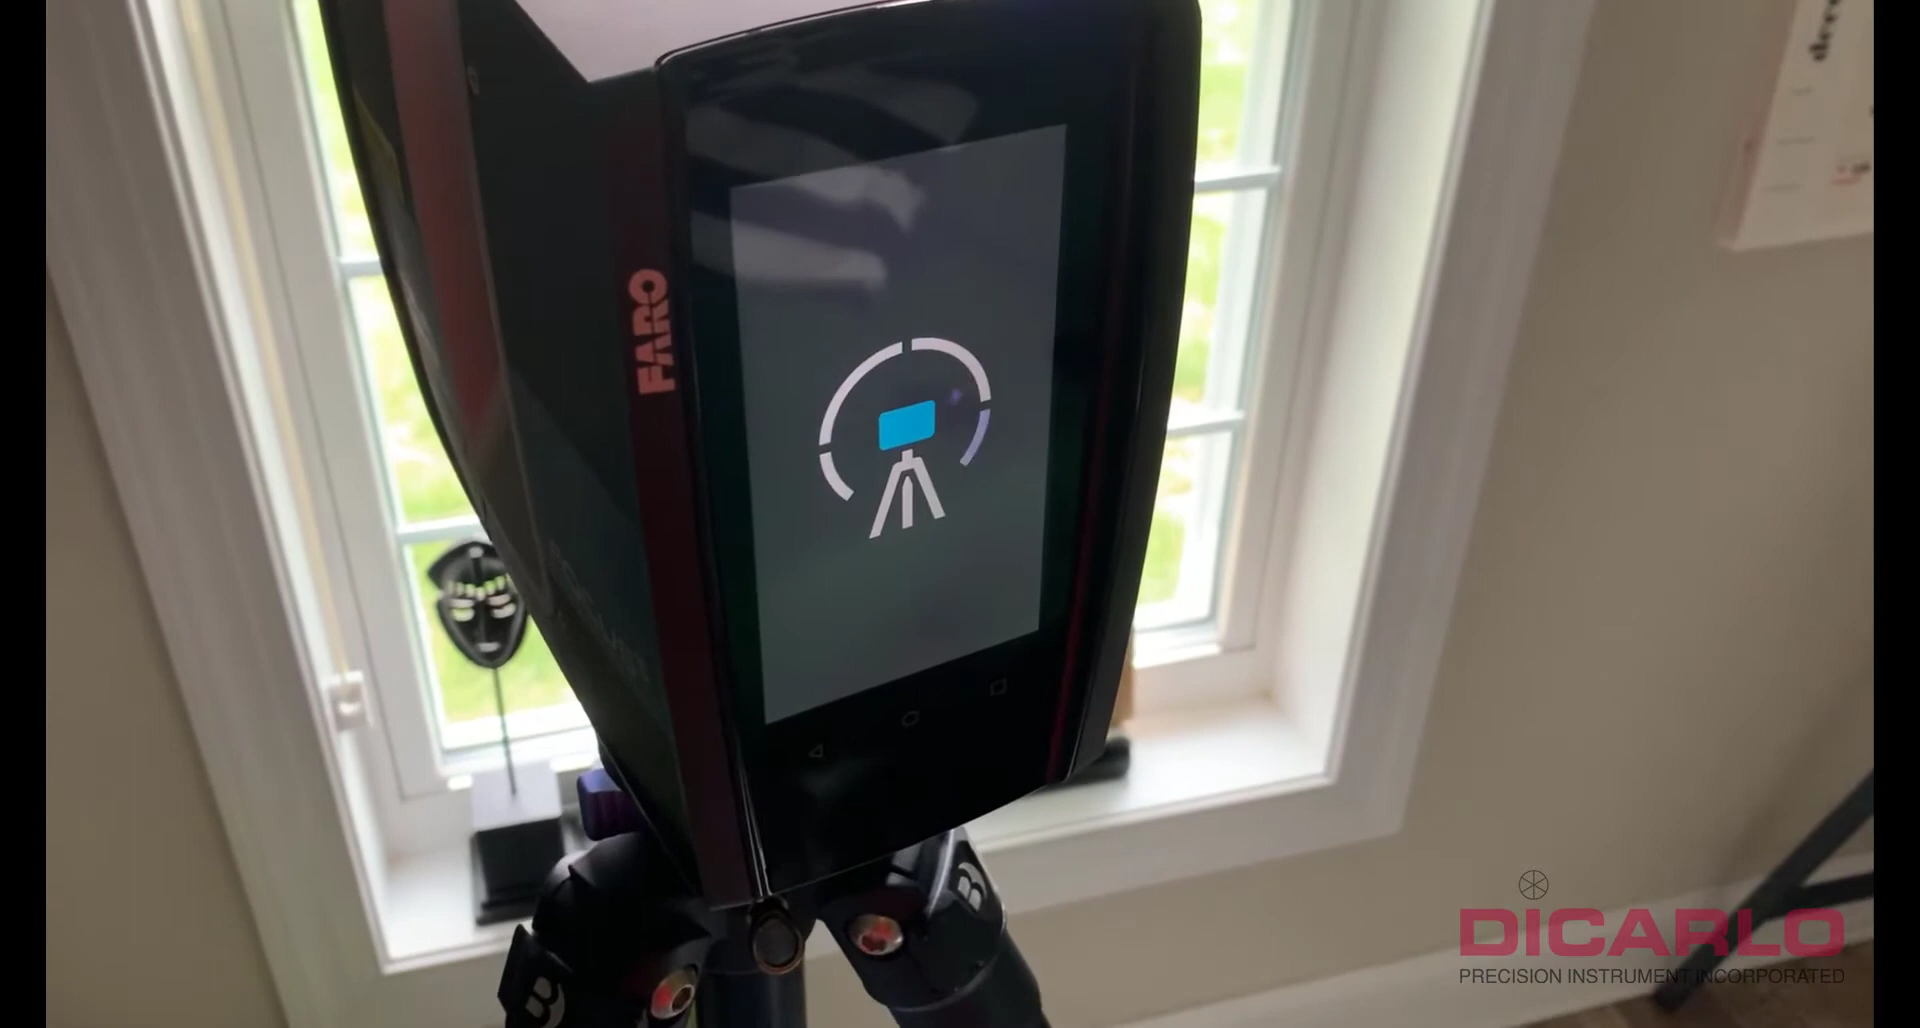 FARO
B
B
DICARLO
PRECISION INSTRUMENT INCORPORATED